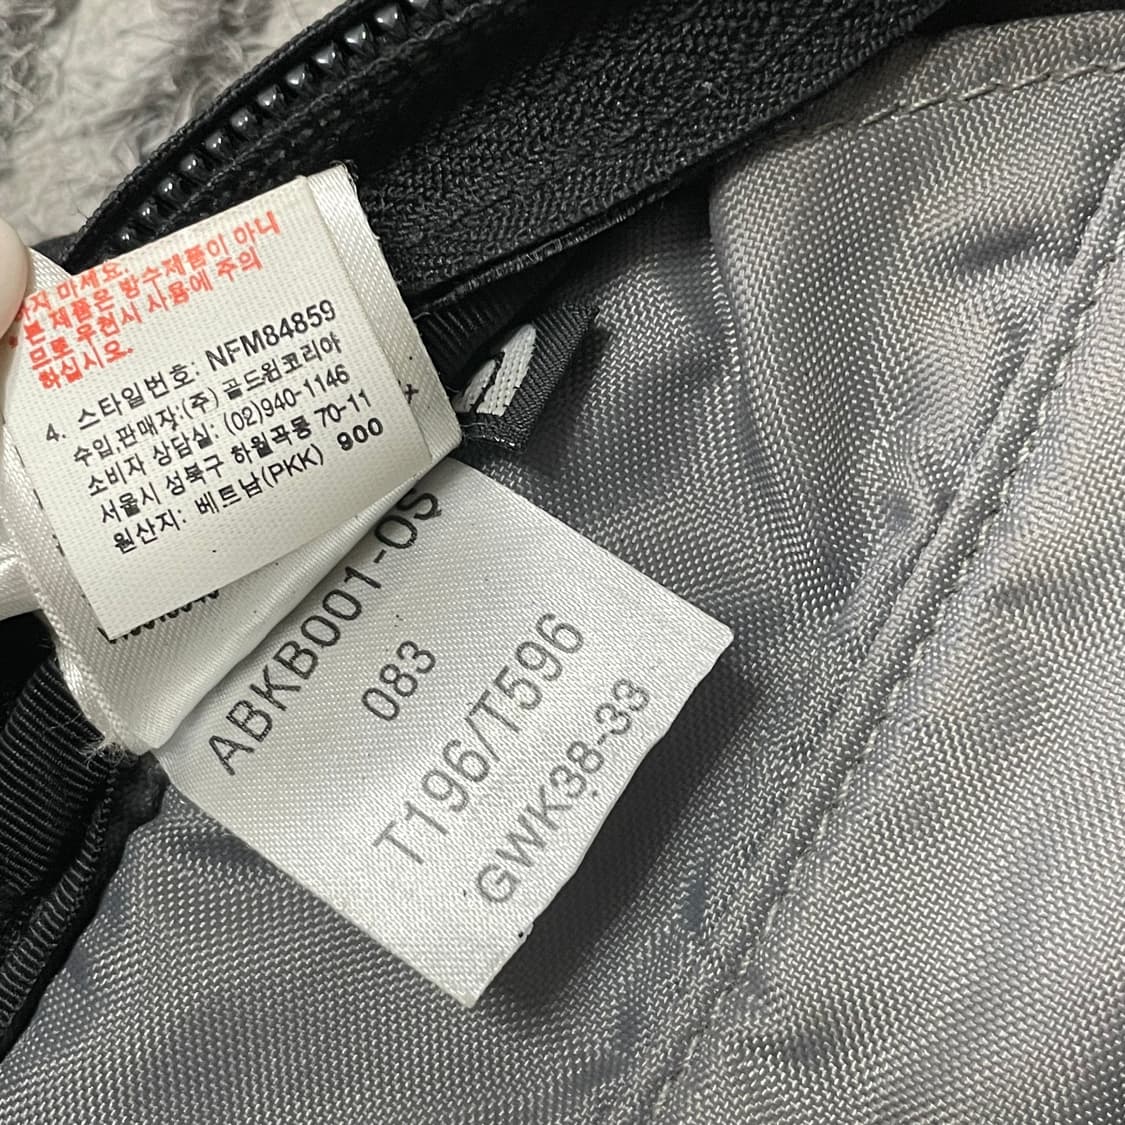 마세요.
본 제품은 방수제품이 아니
므로 우천시 사용에 주의
하십시오.
4. 스타일번호: NFM84859
수입,판매자:(주) 골드윈코리아
소비자 상담실: (02)940-1146
서울시 성북구 하월곡동 70-11
원산지: 베트남(PKK) 900
ABKB001-OS
083
T196/T596
GWK38-33